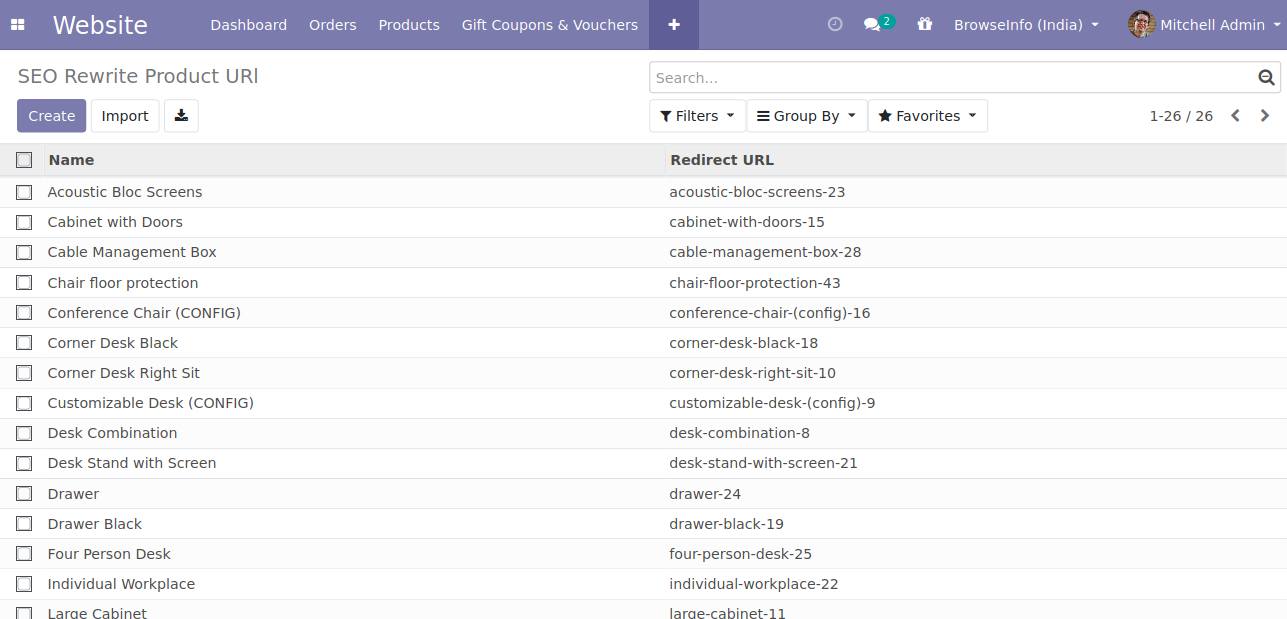 Website Dashboard Orders Products Gift Coupons & Vouchers + 2 BrowseInfo (India) Mitchell Admin
SEO Rewrite Product URl Search...
Create Import Filters Group By Favorites 1-26 / 26
Name Redirect URL
Acoustic Bloc Screens acoustic-bloc-screens-23
Cabinet with Doors cabinet-with-doors-15
Cable Management Box cable-management-box-28
Chair floor protection chair-floor-protection-43
Conference Chair (CONFIG) conference-chair-(config)-16
Corner Desk Black corner-desk-black-18
Corner Desk Right Sit corner-desk-right-sit-10
Customizable Desk (CONFIG) customizable-desk-(config)-9
Desk Combination desk-combination-8
Desk Stand with Screen desk-stand-with-screen-21
Drawer drawer-24
Drawer Black drawer-black-19
Four Person Desk four-person-desk-25
Individual Workplace individual-workplace-22
Large Cabinet large-cabinet-11